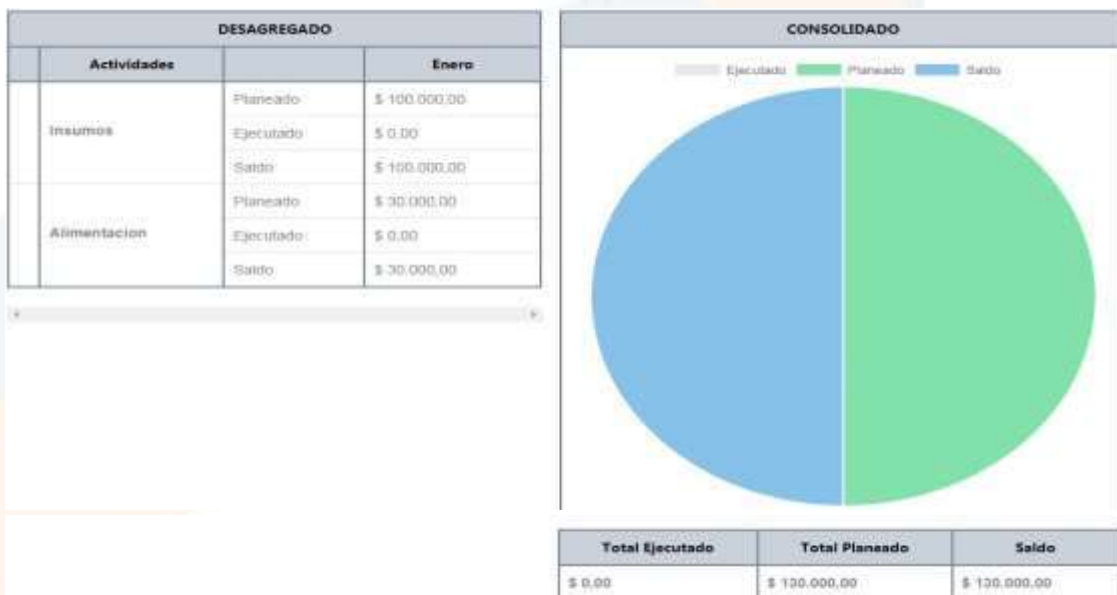 DESAGREGADO
Actividades Enero
Insumos
Planeado $ 100.000,00
Ejecutado $ 0,00
Saldo $ 100.000,00
Alimentacion
Planeado $ 30.000,00
Ejecutado $ 0,00
Saldo $ 30.000,00
CONSOLIDADO
Ejecutado Planeado Saldo
Total Ejecutado Total Planeado Saldo
$ 0,00 $ 130.000,00 $ 130.000,00